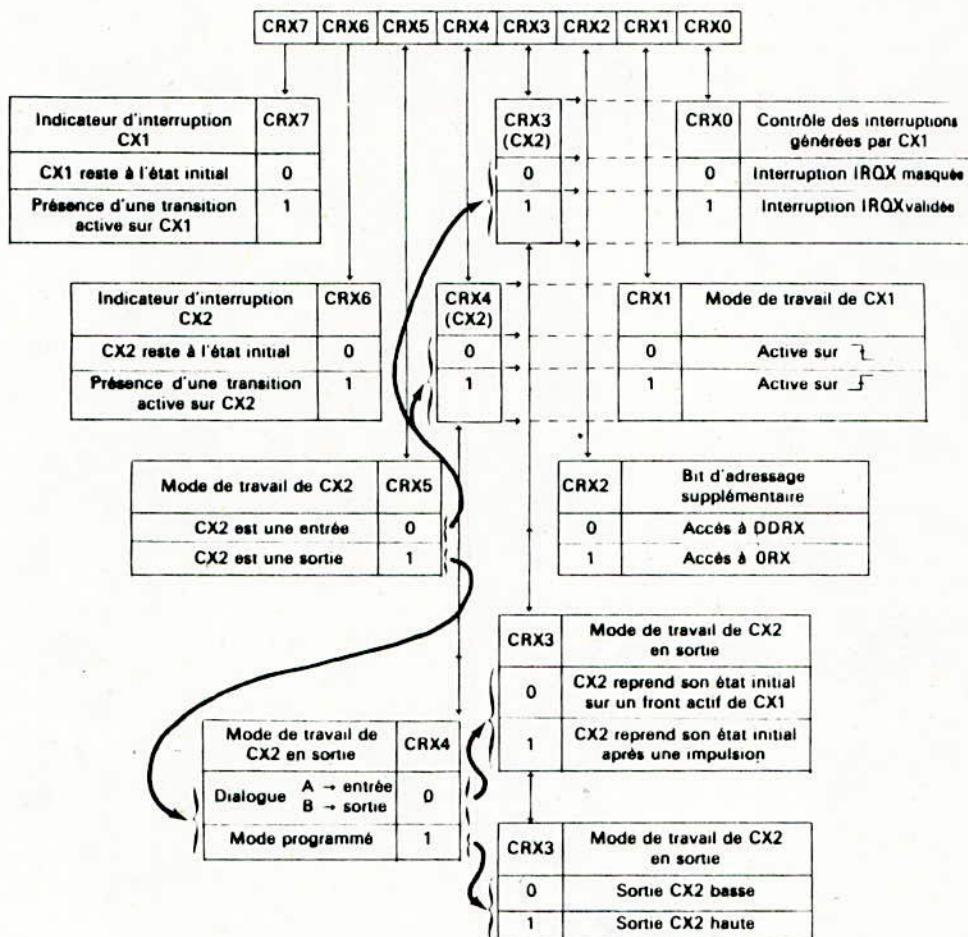 CRX7 CRX6 CRX5 CRX4 CRX3 CRX2 CRX1 CRX0
Indicateur d'interruption
CX1
CRX7
CX1 reste à l'état initial
0
Présence d'une transition
active sur CX1
1
CRX3
(CX2)
0
1
CRX0
Contrôle des interruptions
générées par CX1
0
Interruption IRQX masquée
1
Interruption IRQX validée
Indicateur d'interruption
CX2
CRX6
CX2 reste à l'état initial
0
Présence d'une transition
active sur CX2
1
CRX4
(CX2)
0
1
CRX1
Mode de travail de CX1
0
Active sur
1
Active sur
Mode de travail de CX2
CRX5
CX2 est une entrée
0
CX2 est une sortie
1
CRX2
Bit d'adressage
supplémentaire
0
Accés à DDRX
1
Accés à ORX
CRX3
Mode de travail de CX2
en sortie
0
CX2 reprend son état initial
sur un front actif de CX1
1
CX2 reprend son état initial
après une impulsion
Mode de travail de
CX2 en sortie
CRX4
Dialogue
A → entrée
B → sortie
0
Mode programmé
1
CRX3
Mode de travail de CX2
en sortie
0
Sortie CX2 basse
1
Sortie CX2 haute